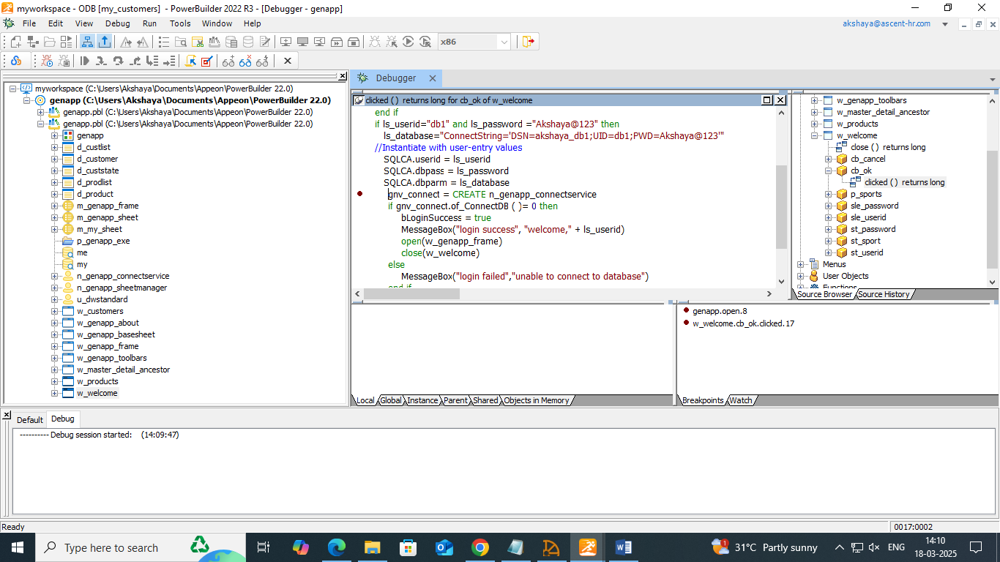 myworkspace - ODB [my_customers]  - PowerBuilder 2022 R3 - [Debugger - genapp]
File Edit View Debug Run Tools Window Help
akshaya@ascent-hr.com
x86
myworkspace (C:\Users\Akshaya\Documents\Appeon\PowerBuilder 22.0)
genapp (C:\Users\Akshaya\Documents\Appeon\PowerBuilder 22.0)
genapp.pbl (C:\Users\Akshaya\Documents\Appeon\PowerBuilder 22.0)
genapp.pbl (C:\Users\Akshaya\Documents\Appeon\PowerBuilder 22.0)
genapp
d_custlist
d_customer
d_custstate
d_prodlist
d_product
m_genapp_frame
m_genapp_sheet
m_my_sheet
p_genapp_exe
me
my
n_genapp_connectservice
n_genapp_sheetmanager
u_dwstandard
w_customers
w_genapp_about
w_genapp_basesheet
w_genapp_frame
w_genapp_toolbars
w_master_detail_ancestor
w_products
w_welcome
Debugger
clicked ( )  returns long for cb_ok of w_welcome
end if
if ls_userid="db1" and ls_password ="Akshaya@123" then
ls_database="ConnectString='DSN=akshaya_db1;UID=db1;PWD=Akshaya@123'"
//Instantiate with user-entry values
SQLCA.userid = ls_userid
SQLCA.dbpass = ls_password
SQLCA.dbparm = ls_database
gnv_connect = CREATE n_genapp_connectservice
if gnv_connect.of_ConnectDB ( )= 0 then
bLoginSuccess = true
MessageBox("login success", "welcome," + ls_userid)
open(w_genapp_frame)
close(w_welcome)
else
MessageBox("login failed","unable to connect to database")
end if
w_genapp_toolbars
w_master_detail_ancestor
w_products
w_welcome
close ( )  returns long
cb_cancel
cb_ok
clicked ( )  returns long
p_sports
sle_password
sle_userid
st_password
st_sport
st_userid
Menus
User Objects
Functions
Source Browser Source History
genapp.open.8
w_welcome.cb_ok.clicked.17
Local Global Instance Parent Shared Objects in Memory
Breakpoints Watch
Default Debug
---------- Debug session started:    (14:09:47)
Ready
0017:0002
Type here to search
1
31°C Partly sunny
ENG
14:10
18-03-2025